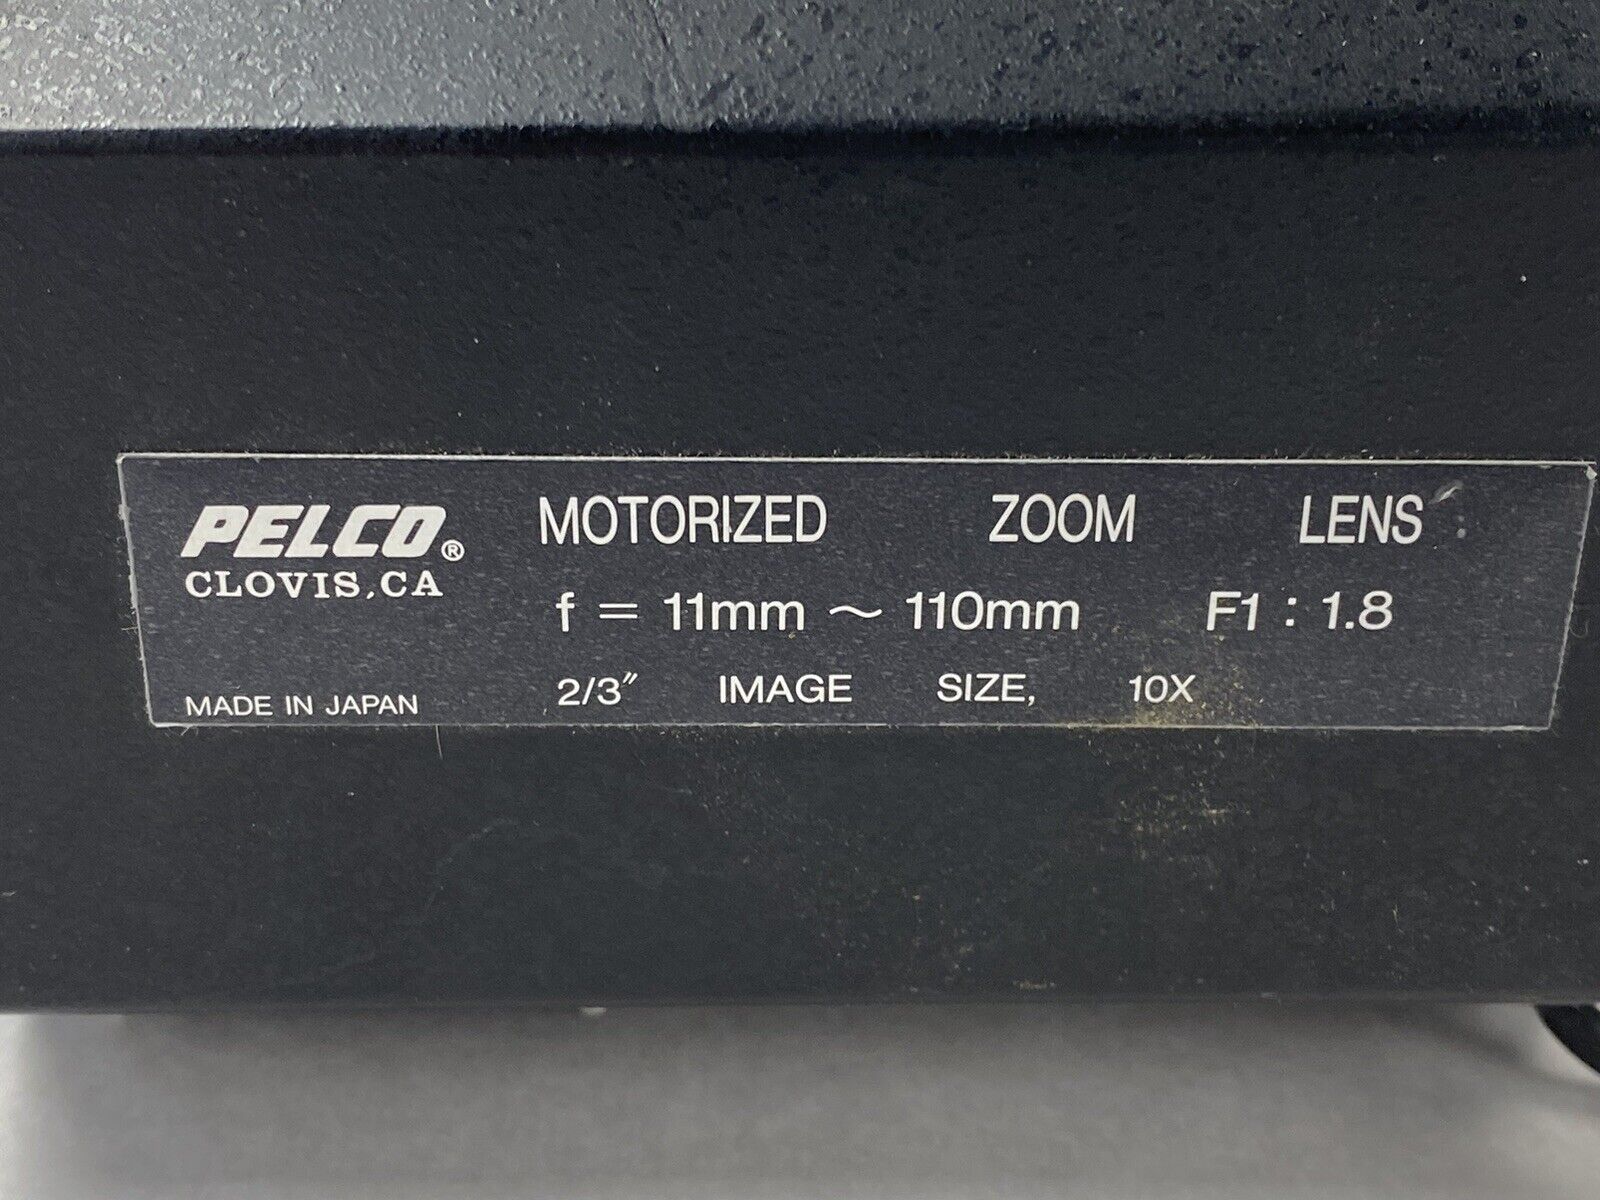 PELCO® MOTORIZED ZOOM LENS
CLOVIS, CA
f = 11mm ~ 110mm F1 : 1.8
MADE IN JAPAN 2/3" IMAGE SIZE, 10X